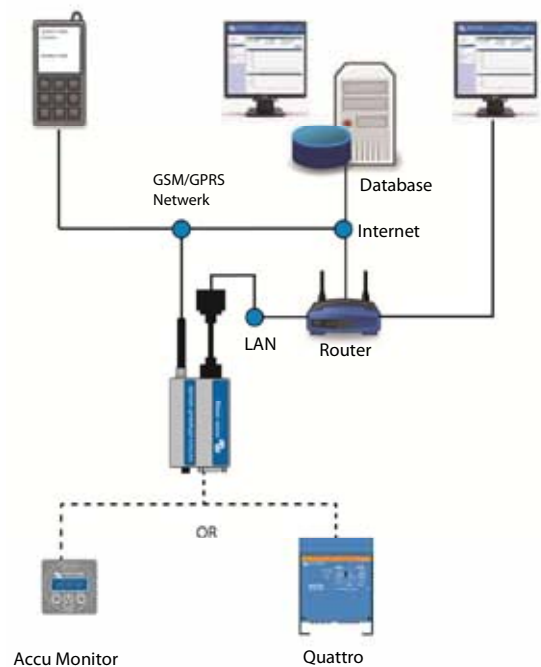 GSM/GPRS
Netwerk
Database
Internet
LAN
Router
OR
Accu Monitor
Quattro